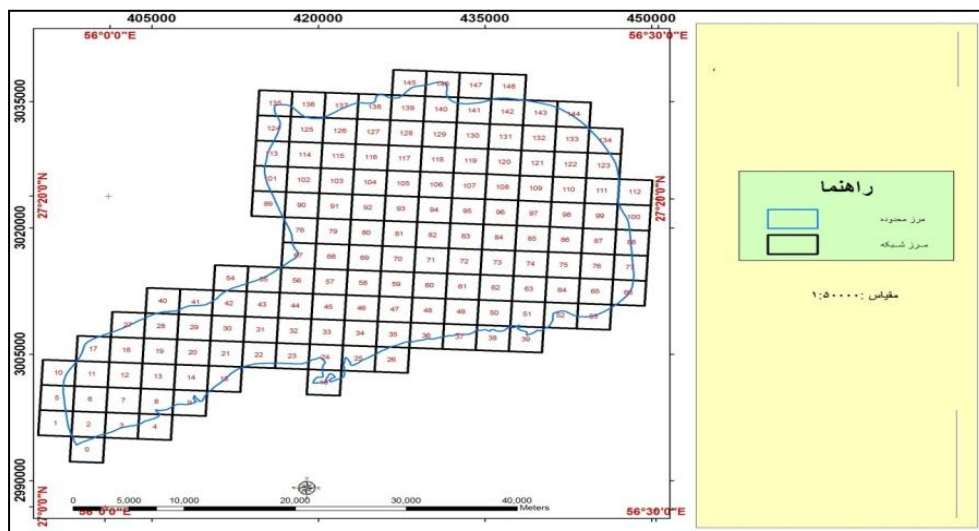 405000 420000 435000 450000
56°0'0"E 56°30'0"E
145 146 147 148
3035000
135 136 137 138 139 140 141 142 143 144
124 125 126 127 128 129 130 131 132 133 134
113 114 115 116 117 118 119 120 121 122 123
101 102 103 104 105 106 107 108 109 110 111 112
27°20'0"N 27°20'0"N
89 90 91 92 93 94 95 96 97 98 99 100
3020000
78 79 80 81 82 83 84 85 86 87 88
67 68 69 70 71 72 73 74 75 76 77
54 55 56 57 58 59 60 61 62 63 64 65 66
40 41 42 43 44 45 46 47 48 49 50 51 52 53
27 28 29 30 31 32 33 34 35 36 37 38 39
3005000
17 18 19 20 21 22 23 24 25 26
10 11 12 13 14 15 16
5 6 7 8 9
1 2 3 4
0
2990000
27°0'0"N 27°0'0"N
0 5,000 10,000 20,000 30,000 40,000
Meters
56°0'0"E 56°30'0"E
راهنما
مرز محدوده
مرز شبکه
مقیاس :۱:۵۰۰۰۰